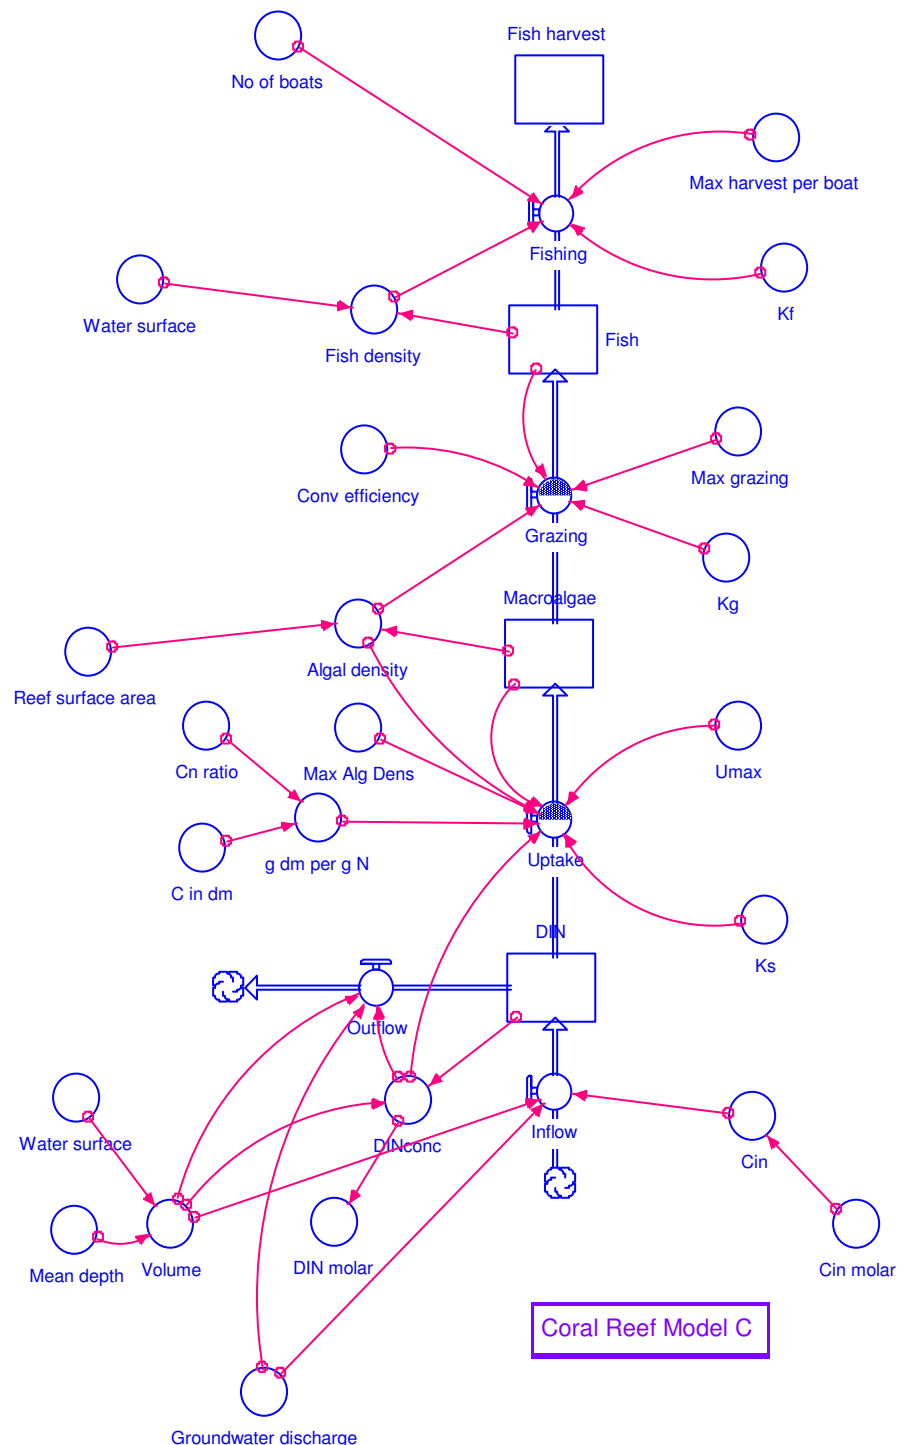 Fish harvest
No of boats
Max harvest per boat
Fishing
Water surface
Kf
Fish density
Fish
Conv efficiency
Max grazing
Grazing
Kg
Macroalgae
Algal density
Reef surface area
Cn ratio
Max Alg Dens
Umax
g dm per g N
Uptake
C in dm
DIN
Ks
Outflow
Water surface
DINconc
Inflow
Cin
Mean depth
Volume
DIN molar
Cin molar
Coral Reef Model C
Groundwater discharge